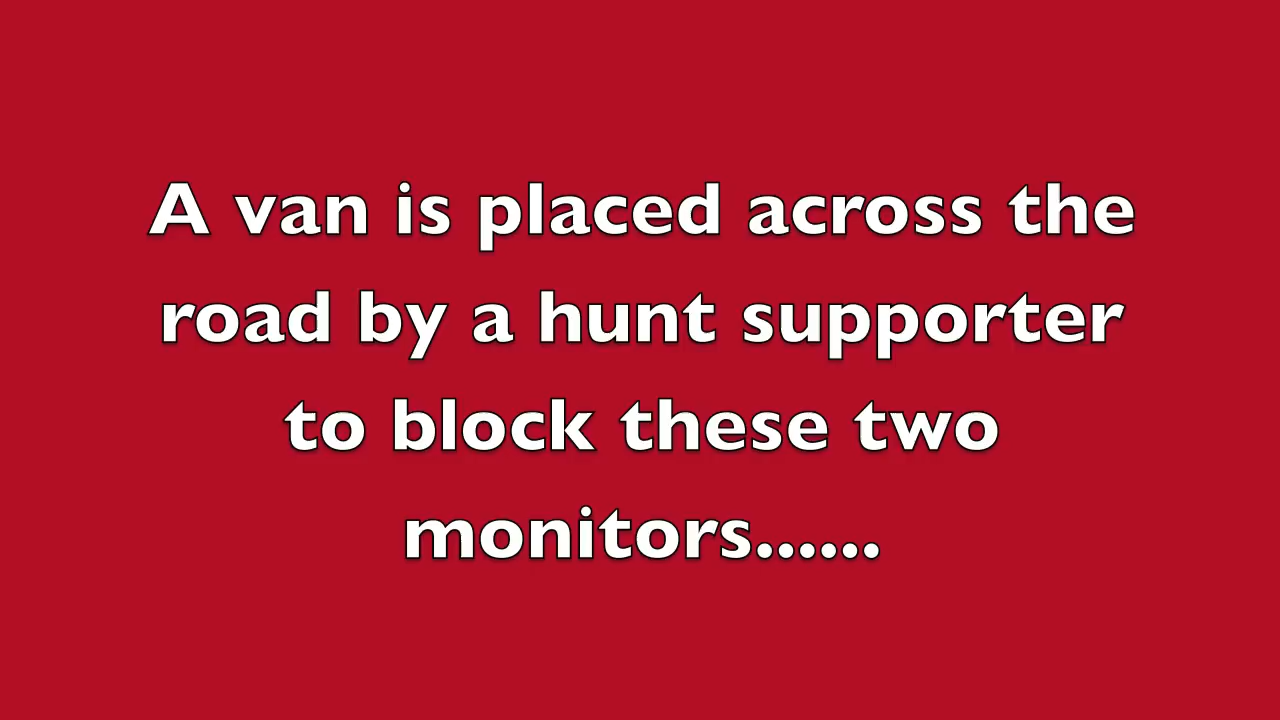 A van is placed across the
road by a hunt supporter
to block these two
monitors......